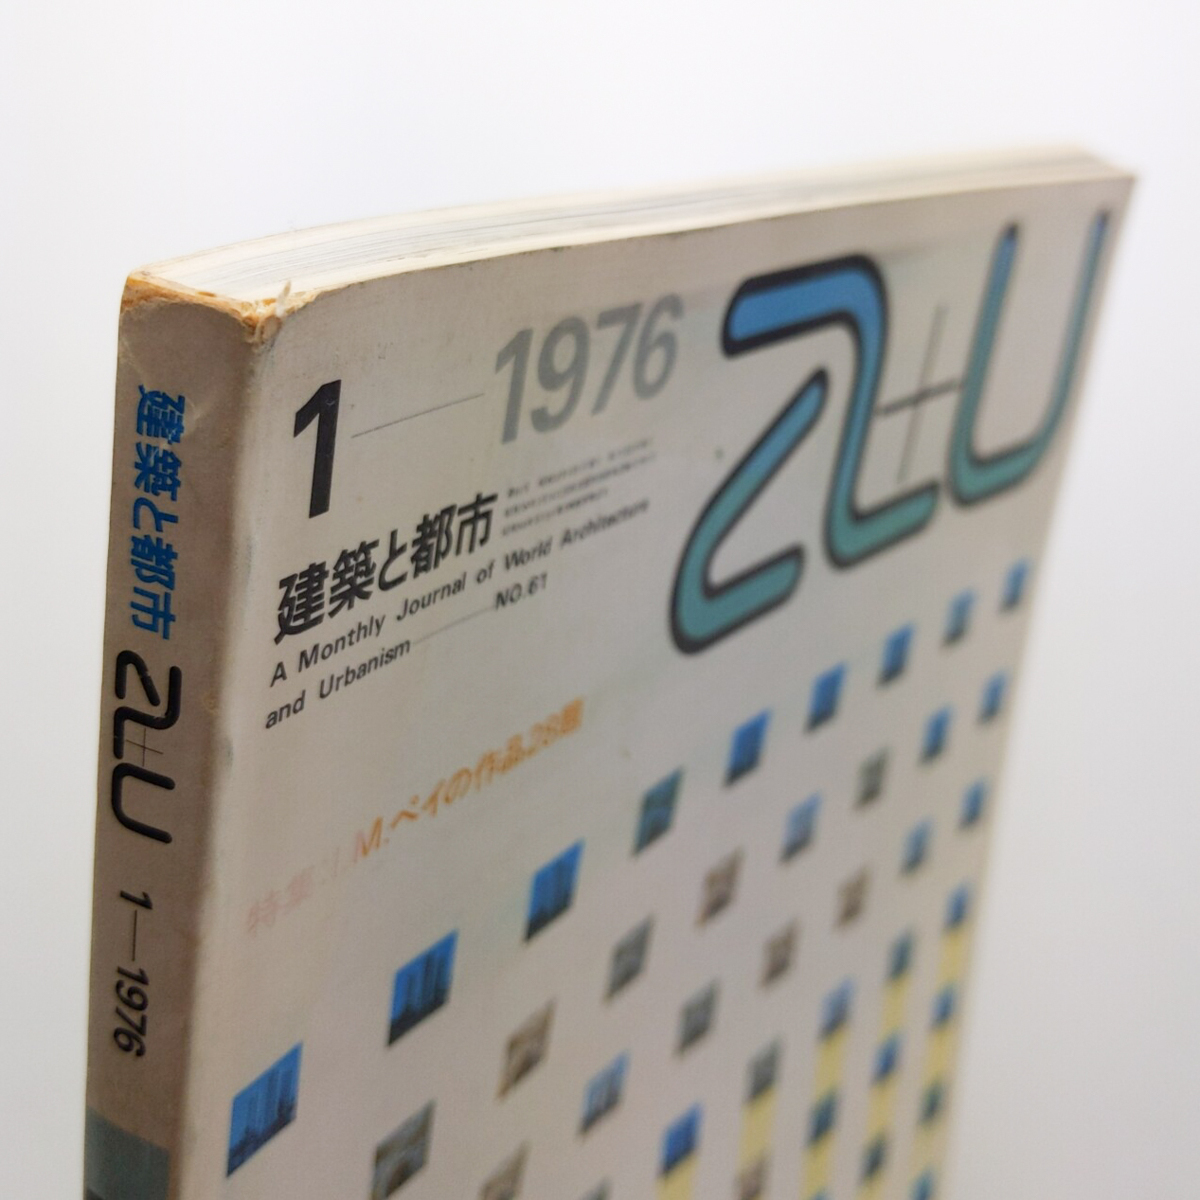 1—1976
a+u
建築と都市
A Monthly Journal of World Architecture
and Urbanism——NO.61
特集:I.M.ペイの作品28題
建築と都市 a+u 1—1976